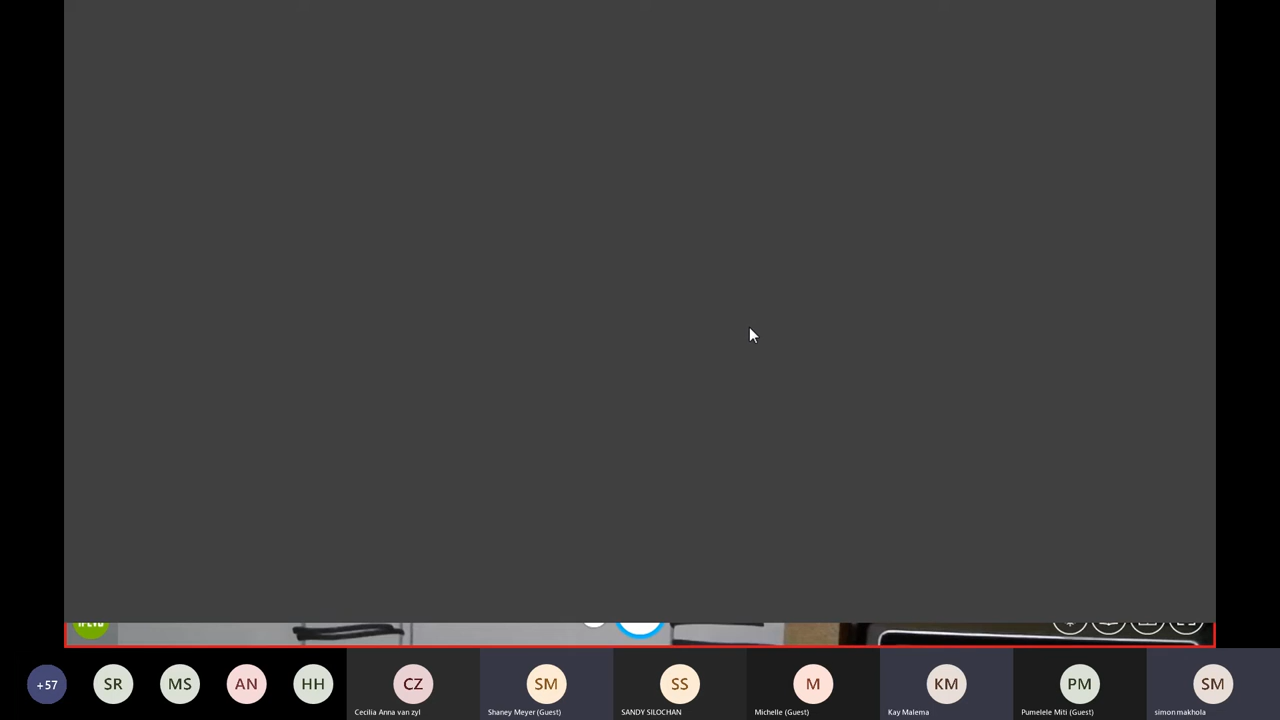 +57
SR
MS
AN
HH
CZ
SM
SS
M
KM
PM
SM
Cecilia Anna van zyl
Shaney Meyer (Guest)
SANDY SILOCHAN
Michelle (Guest)
Kay Malema
Pumelele Miti (Guest)
simon makhola